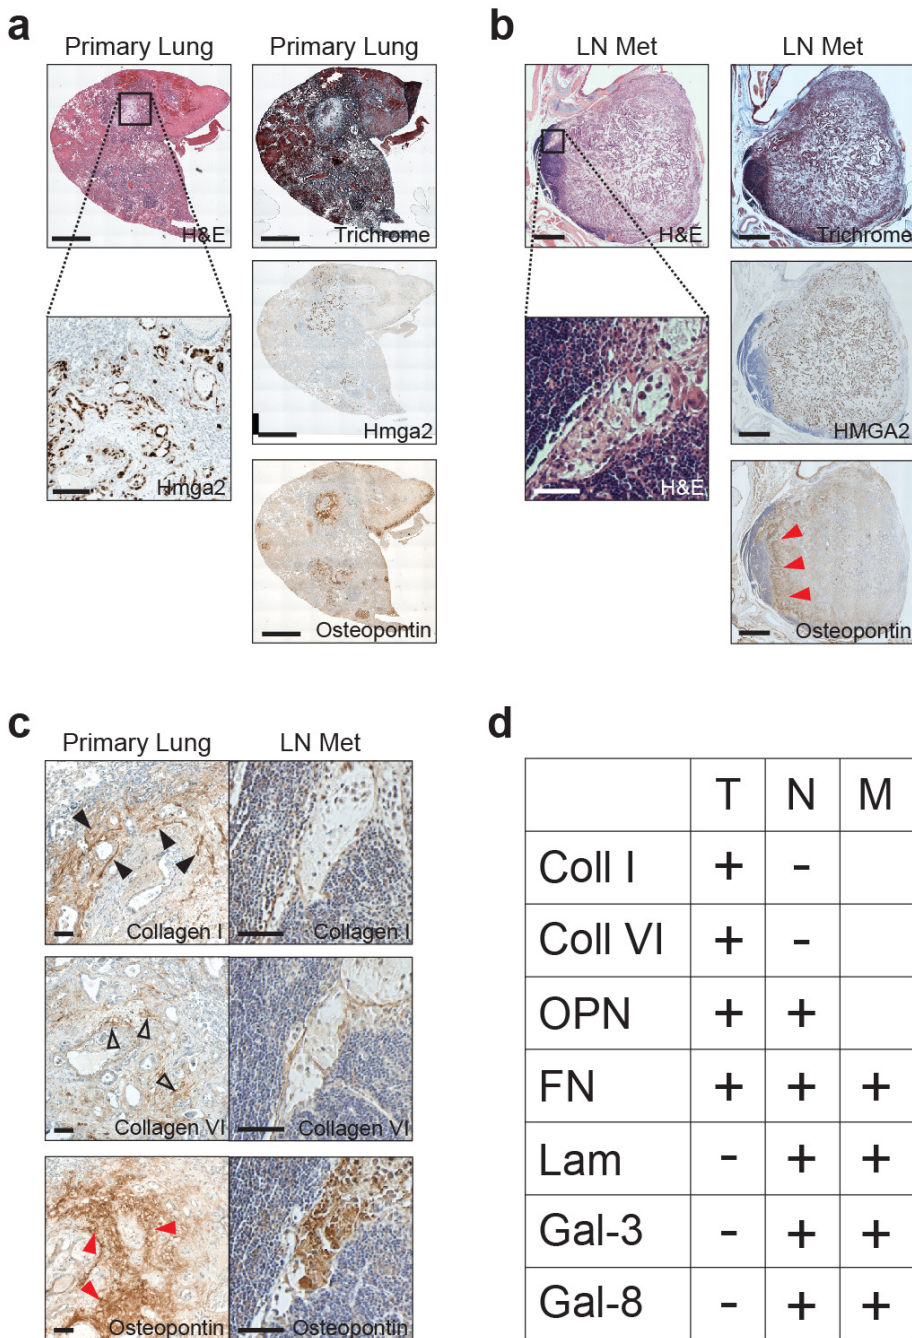 a
Primary Lung
Primary Lung
H&E
Trichrome
Hmga2
Hmga2
Osteopontin
b
LN Met
LN Met
H&E
Trichrome
H&E
HMGA2
Osteopontin
c
Primary Lung
LN Met
Collagen I
Collagen I
Collagen VI
Collagen VI
Osteopontin
Osteopontin
d
T N M
Coll I + -
Coll VI + -
OPN + +
FN + + +
Lam - + +
Gal-3 - + +
Gal-8 - + +